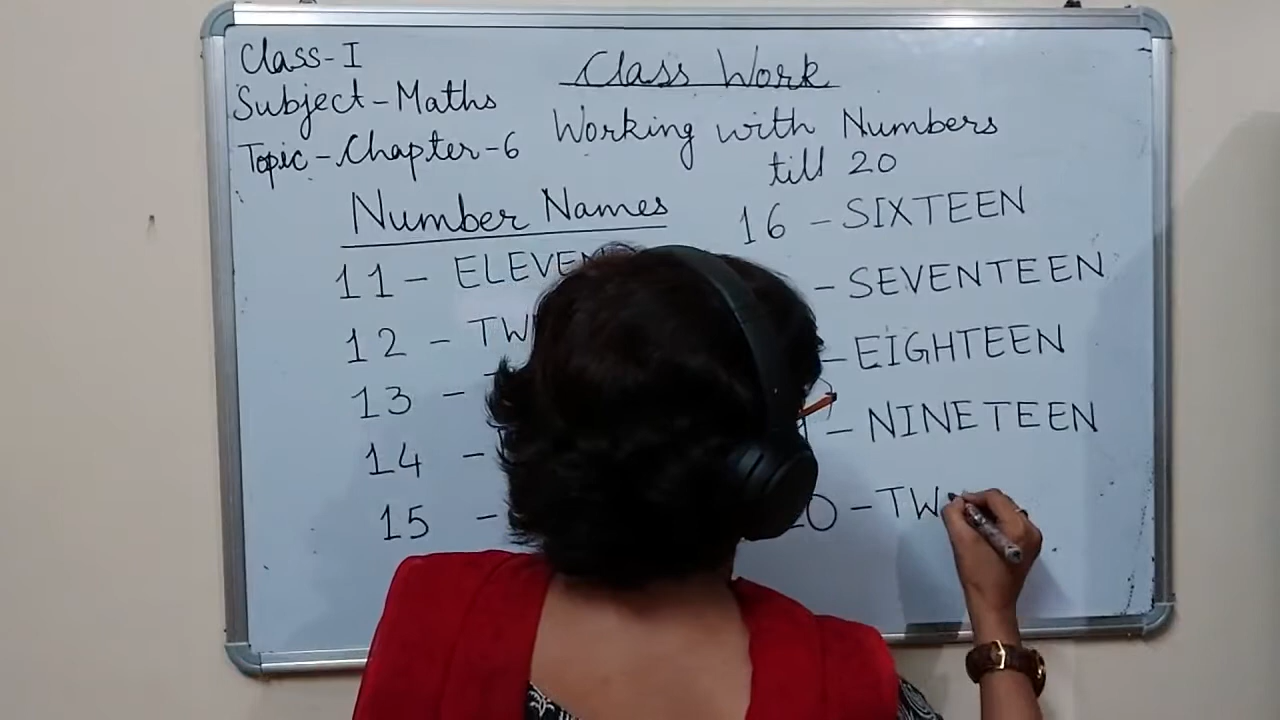 Class-I
Class Work
Subject-Maths
Topic-Chapter-6 Working with Numbers
till 20
Number Names
11 - ELEVEN
12 -
13 -
14 -
15 -
16 - SIXTEEN
- SEVENTEEN
- EIGHTEEN
- NINETEEN
20 - TW